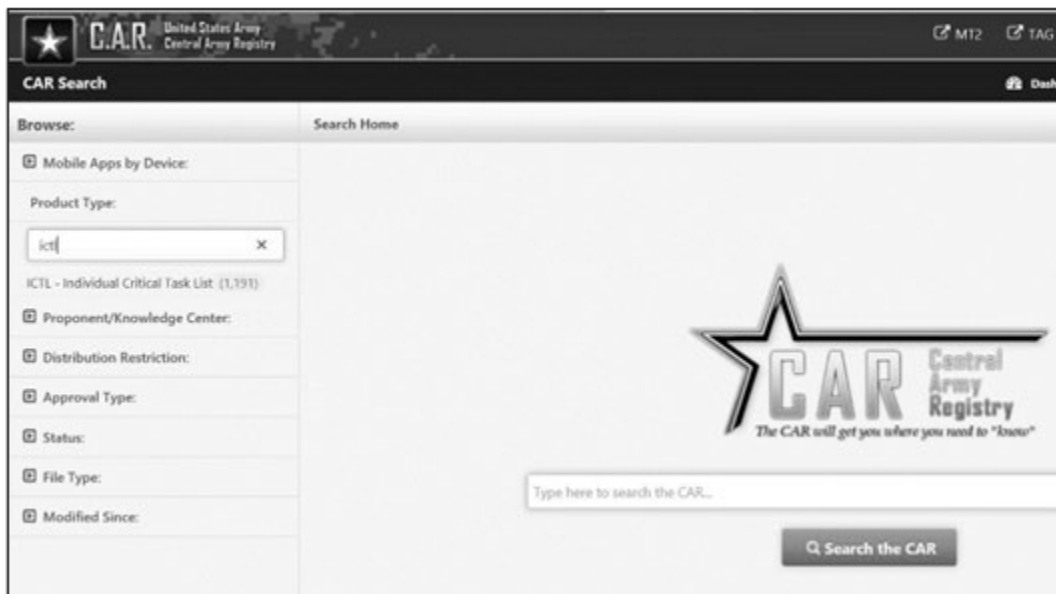 C.A.R.
United States Army
Central Army Registry
MT2
TAG
CAR Search
Dash
Browse:
Search Home
Mobile Apps by Device:
Product Type:
ictl
ICTL - Individual Critical Task List (1,191)
Proponent/Knowledge Center:
Distribution Restriction:
Approval Type:
Status:
File Type:
Modified Since:
CAR
Central
Army
Registry
The CAR will get you where you need to "know"
Type here to search the CAR...
Search the CAR